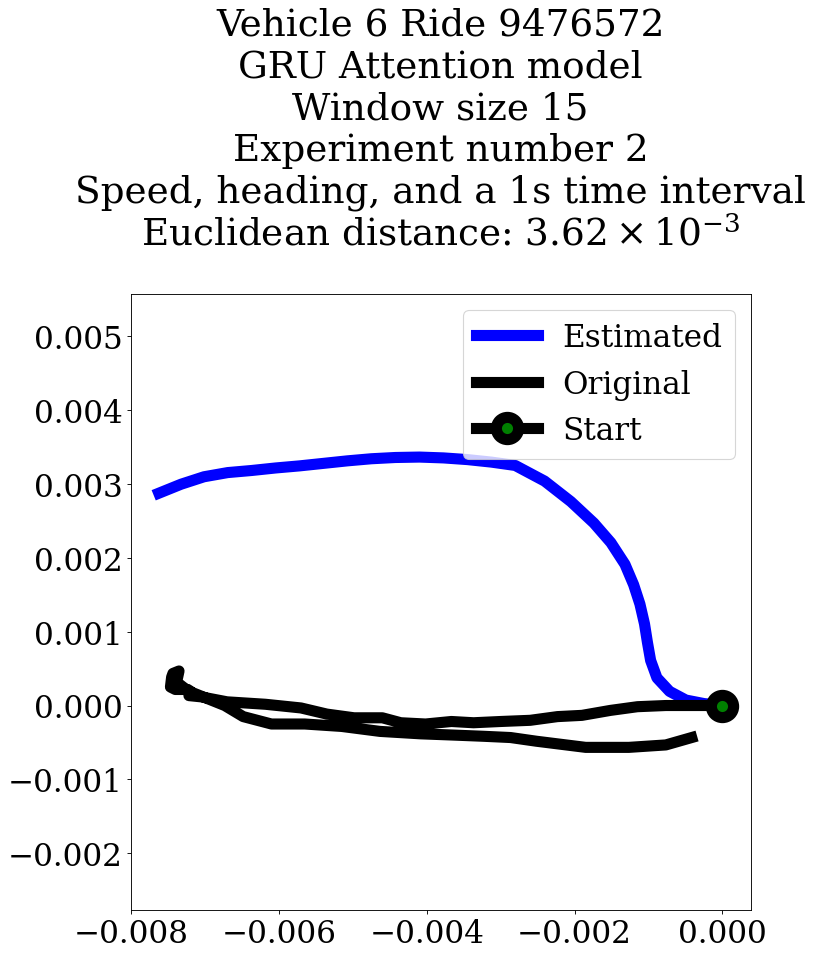 Vehicle 6 Ride 9476572
GRU Attention model
Window size 15
Experiment number 2
Speed, heading, and a 1s time interval
Euclidean distance: 3.62 × 10⁻³
Estimated
Original
Start
0.005
0.004
0.003
0.002
0.001
0.000
−0.001
−0.002
−0.008 −0.006 −0.004 −0.002 0.000